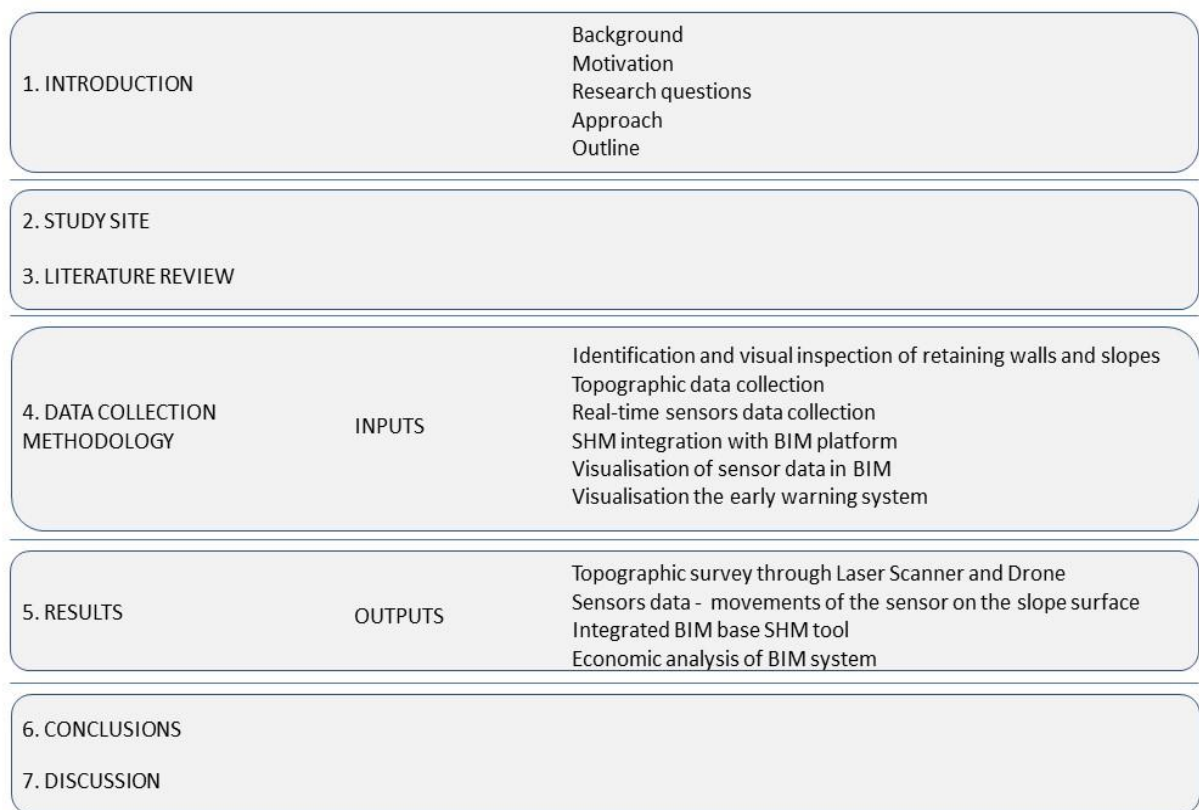 1. INTRODUCTION
Background
Motivation
Research questions
Approach
Outline
2. STUDY SITE
3. LITERATURE REVIEW
4. DATA COLLECTION
METHODOLOGY
INPUTS
Identification and visual inspection of retaining walls and slopes
Topographic data collection
Real-time sensors data collection
SHM integration with BIM platform
Visualisation of sensor data in BIM
Visualisation the early warning system
5. RESULTS
OUTPUTS
Topographic survey through Laser Scanner and Drone
Sensors data - movements of the sensor on the slope surface
Integrated BIM base SHM tool
Economic analysis of BIM system
6. CONCLUSIONS
7. DISCUSSION